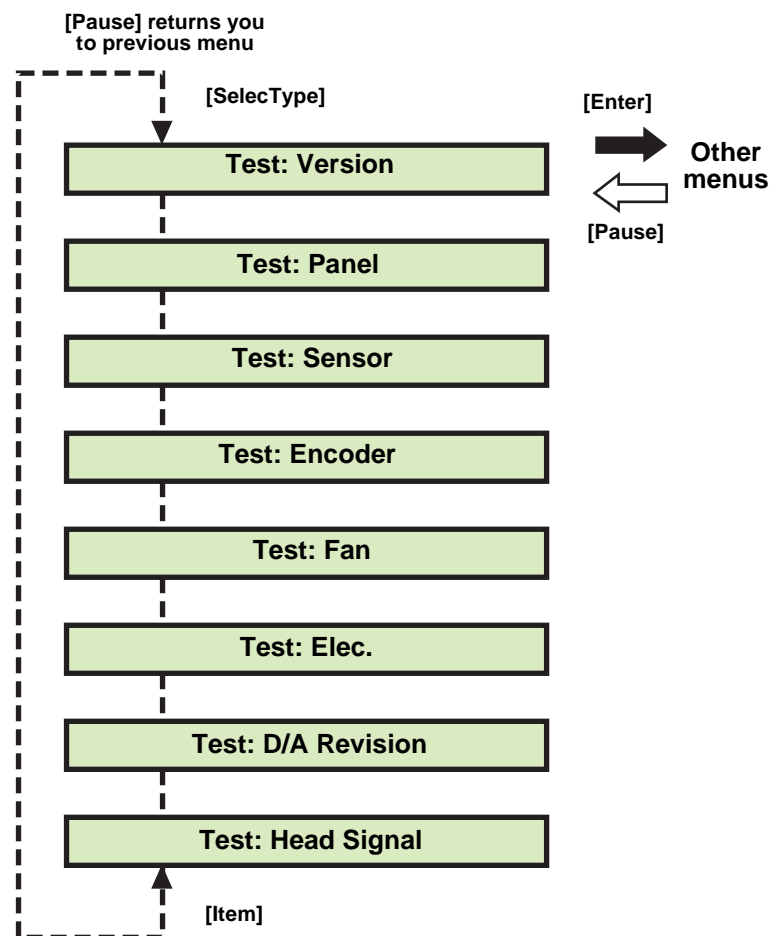 [Pause] returns you
to previous menu
[SelecType]
[Enter]
Other
menus
[Pause]
Test: Version
Test: Panel
Test: Sensor
Test: Encoder
Test: Fan
Test: Elec.
Test: D/A Revision
Test: Head Signal
[Item]